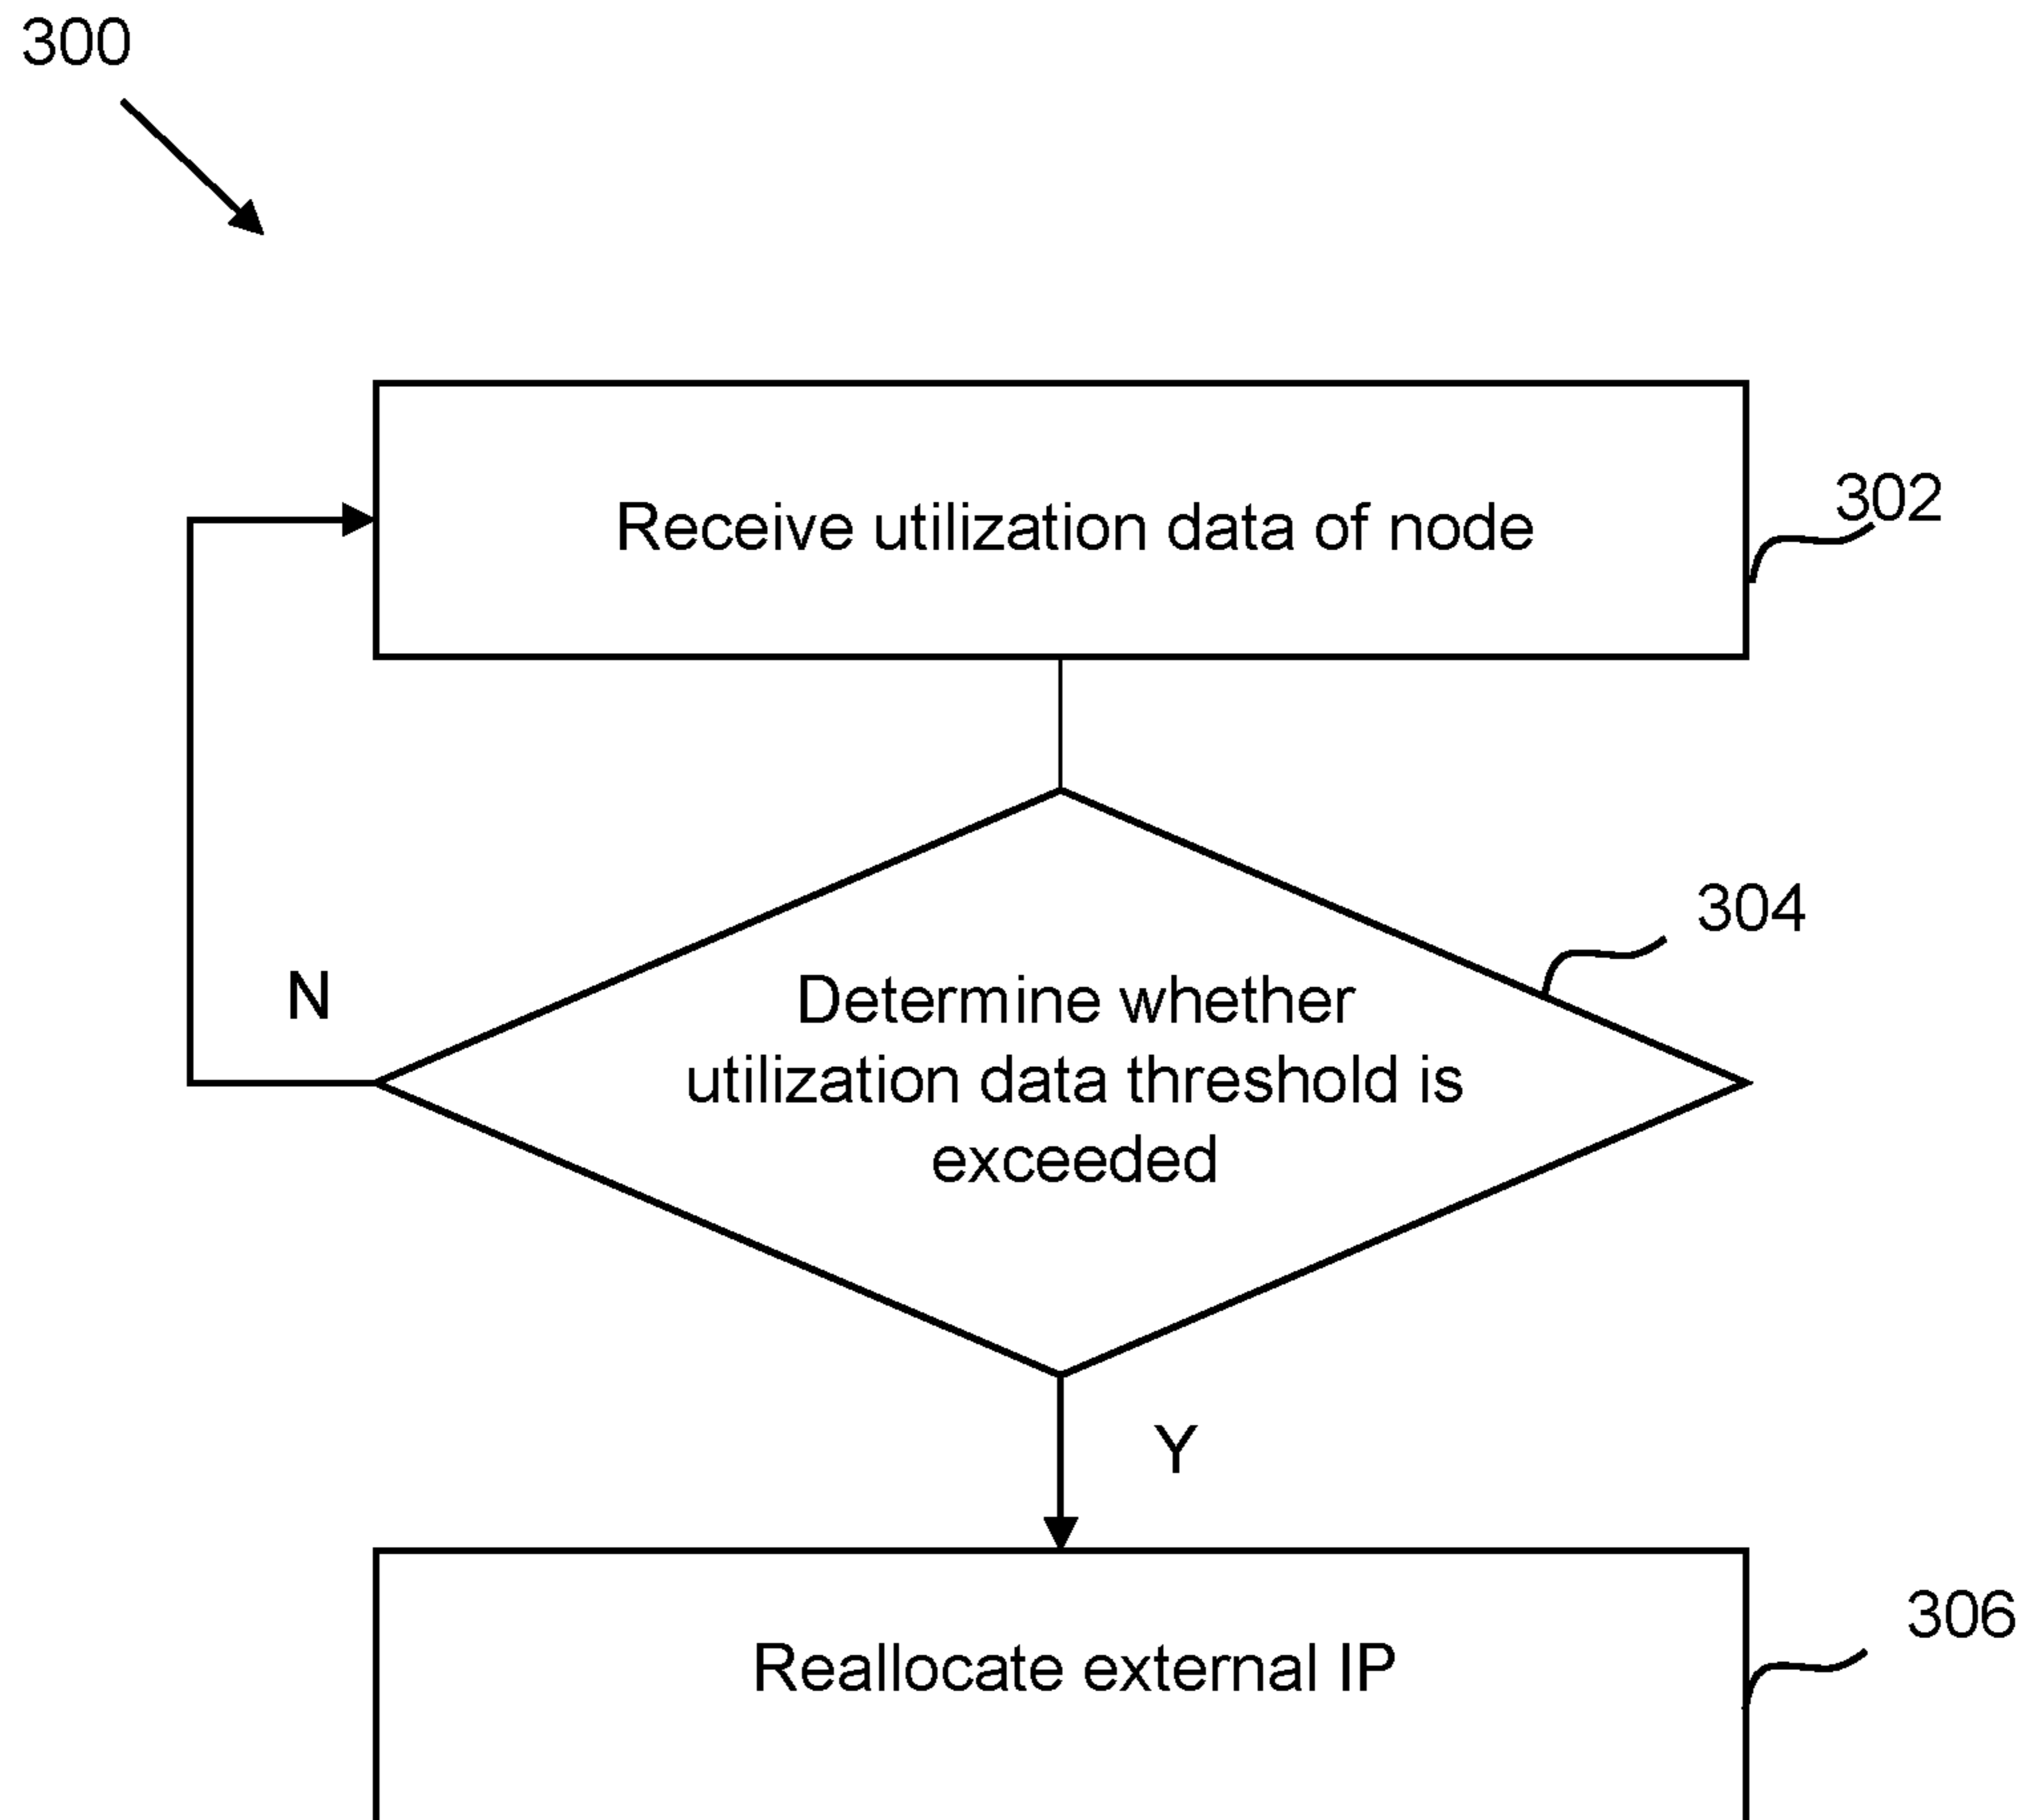 300
Receive utilization data of node
302
304
N
Determine whether
utilization data threshold is
exceeded
Y
306
Reallocate external IP